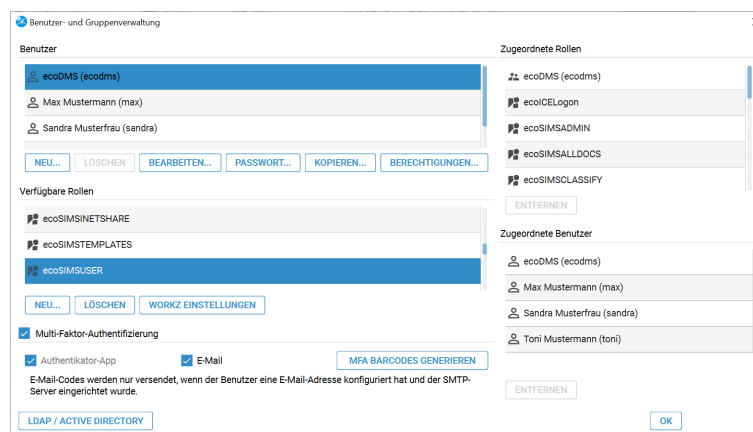 Benutzer- und Gruppenverwaltung
Benutzer
ecoDMS (ecodms)
Max Mustermann (max)
Sandra Musterfrau (sandra)
NEU...
LÖSCHEN
BEARBEITEN...
PASSWORT...
KOPIEREN...
BERECHTIGUNGEN...
Verfügbare Rollen
ecoSIMSINETSHARE
ecoSIMSTEMPLATES
ecoSIMSUSER
NEU...
LÖSCHEN
WORKZ EINSTELLUNGEN
Multi-Faktor-Authentifizierung
Authentikator-App
E-Mail
MFA BARCODES GENERIEREN
E-Mail-Codes werden nur versendet, wenn der Benutzer eine E-Mail-Adresse konfiguriert hat und der SMTP-
Server eingerichtet wurde.
LDAP / ACTIVE DIRECTORY
Zugeordnete Rollen
ecoDMS (ecodms)
ecoICELogon
ecoSIMSADMIN
ecoSIMSALLDOCS
ecoSIMSCLASSIFY
ENTFERNEN
Zugeordnete Benutzer
ecoDMS (ecodms)
Max Mustermann (max)
Sandra Musterfrau (sandra)
Toni Mustermann (toni)
ENTFERNEN
OK